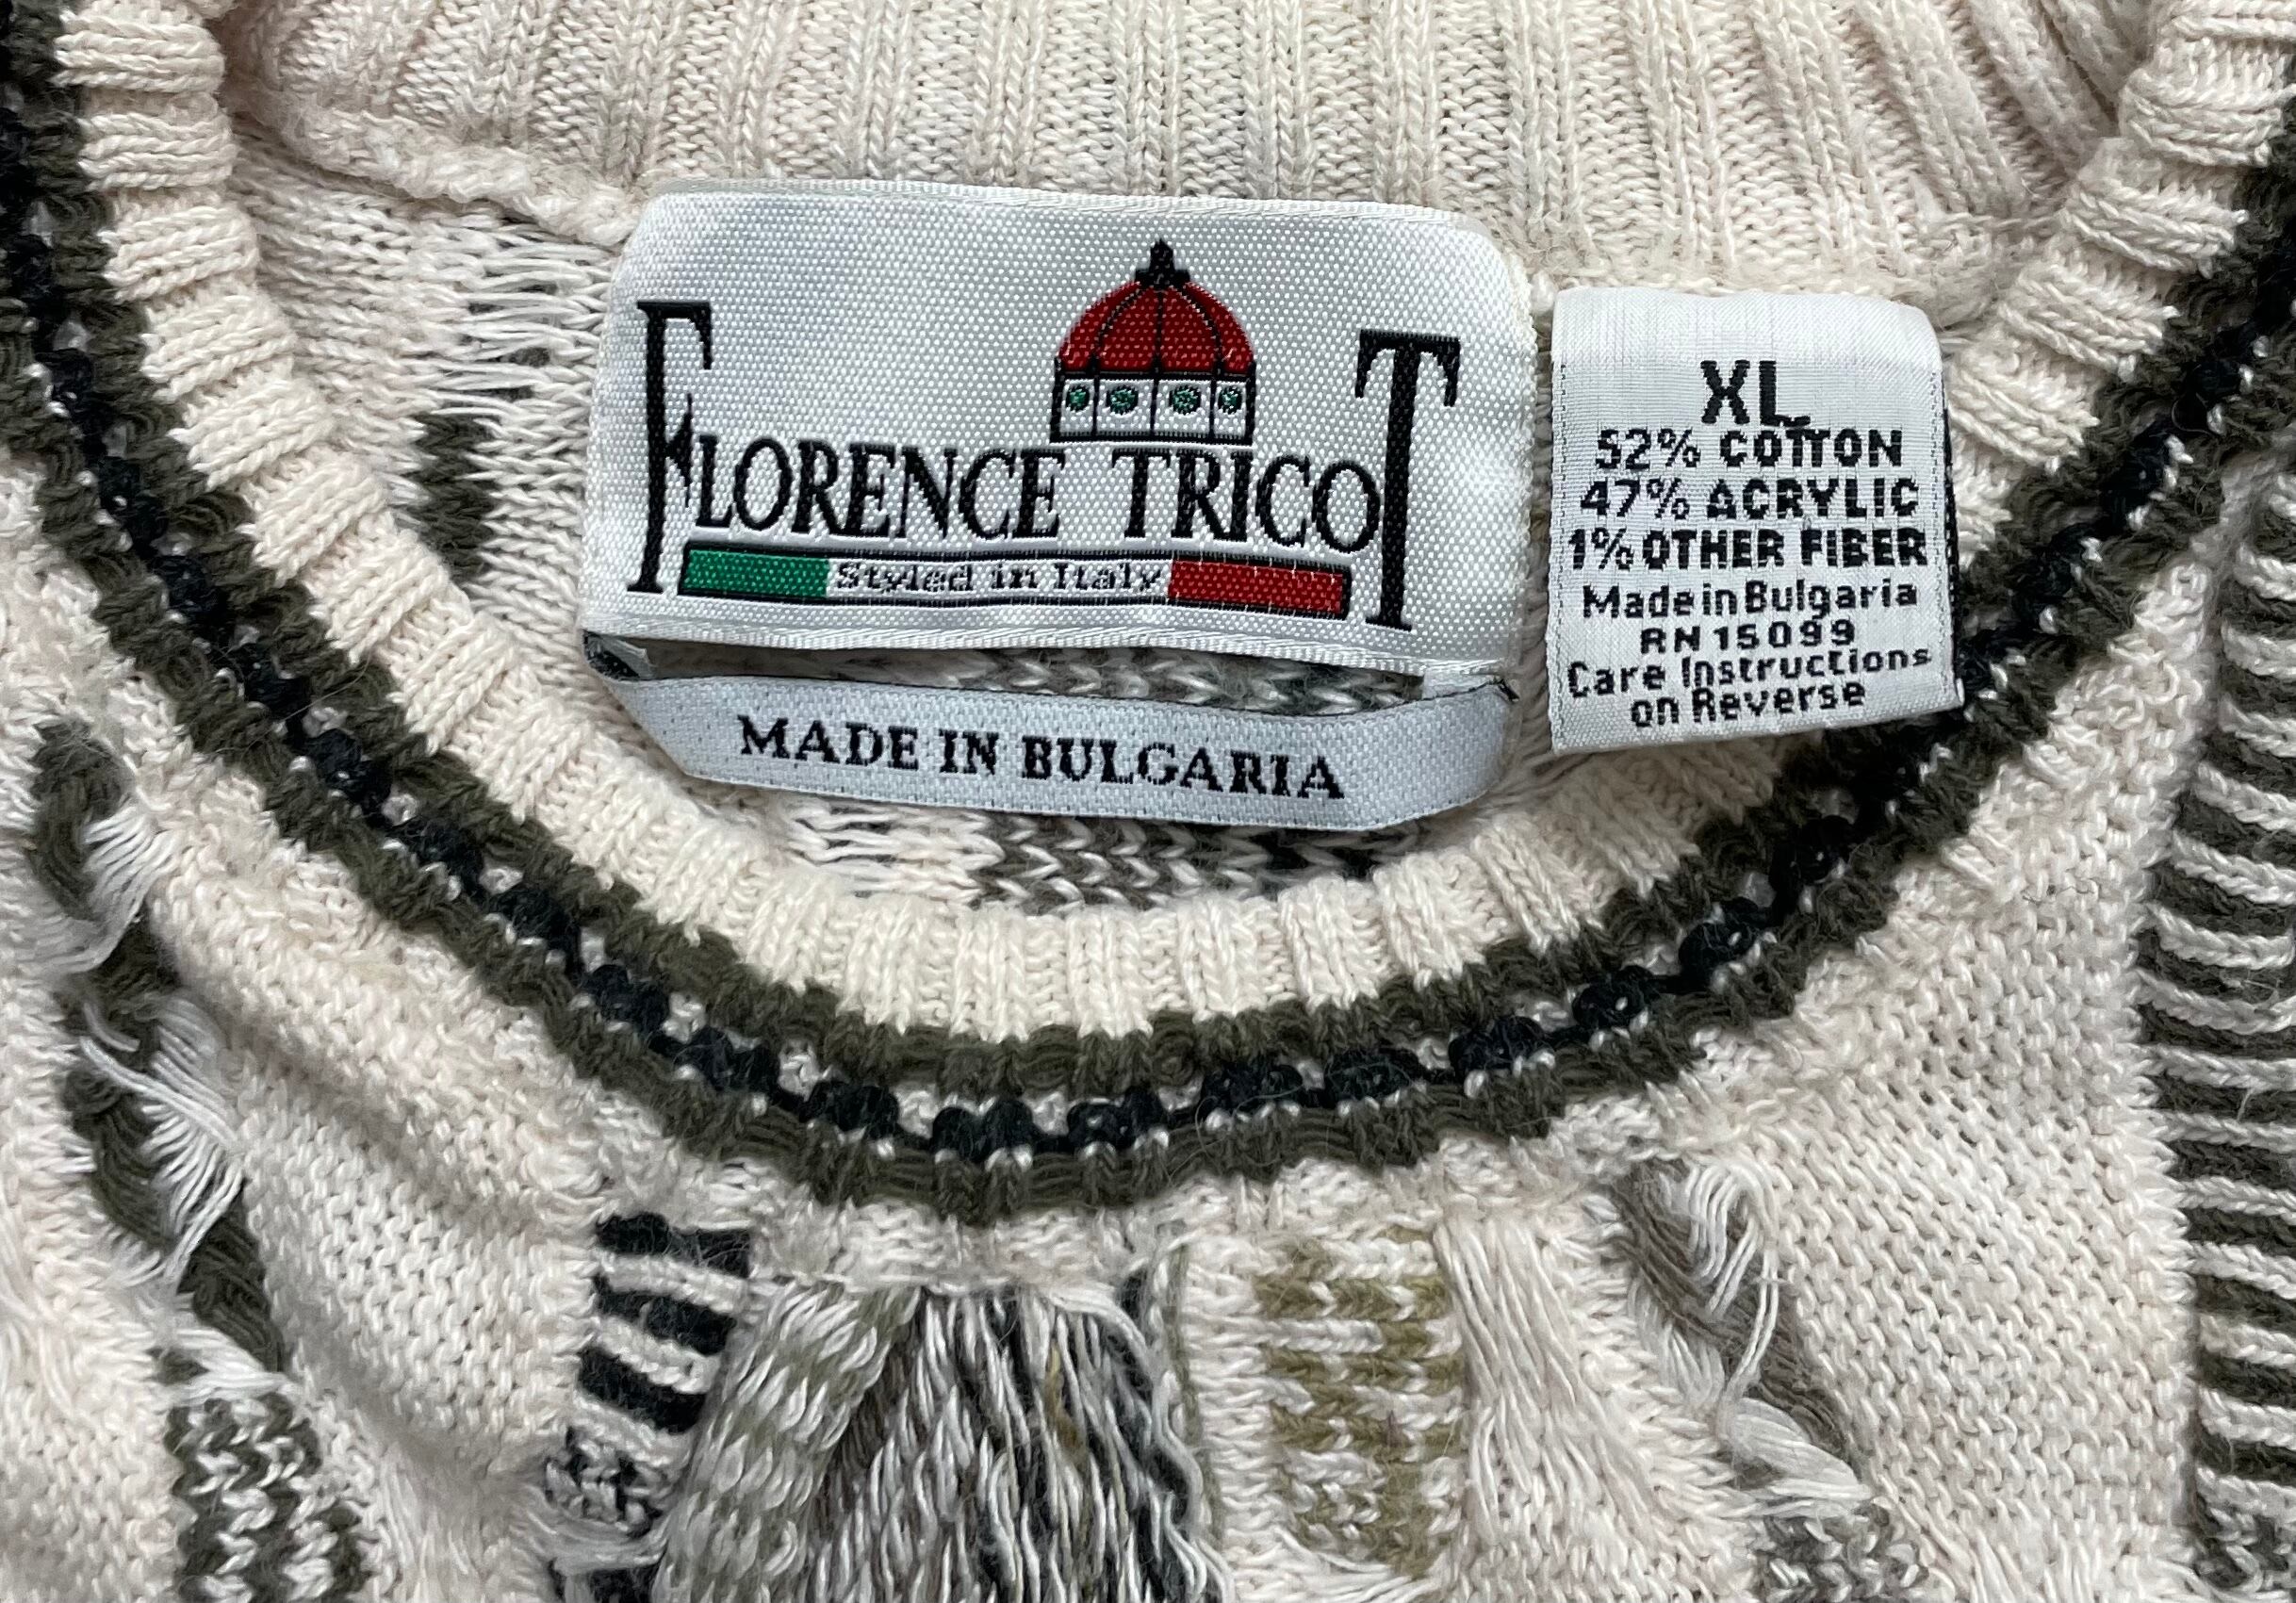 FLORENCE TRICOT
Styled in Italy
MADE IN BULGARIA
XL
52% COTTON
47% ACRYLIC
1% OTHER FIBER
Made in Bulgaria
RN 15099
Care Instructions
on Reverse